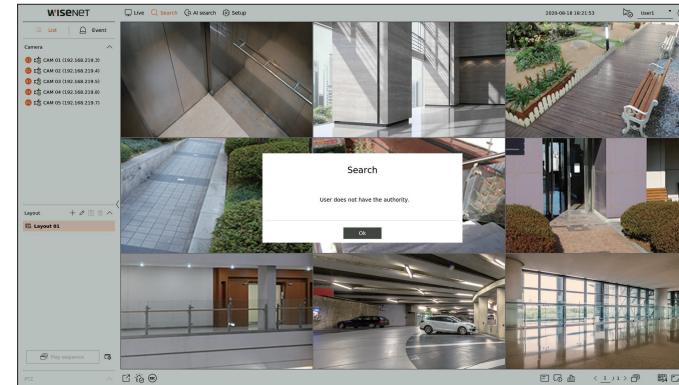 WISENET
Live Search AI search Setup
2020-08-18 18:21:53
User1
List Event
Camera
CAM 01 (192.168.219.3)
CAM 02 (192.168.219.4)
CAM 03 (192.168.219.5)
CAM 04 (192.168.219.6)
CAM 05 (192.168.219.7)
Search
User does not have the authority.
Ok
Layout
Layout 01
Play sequence
PTZ
1 / 1